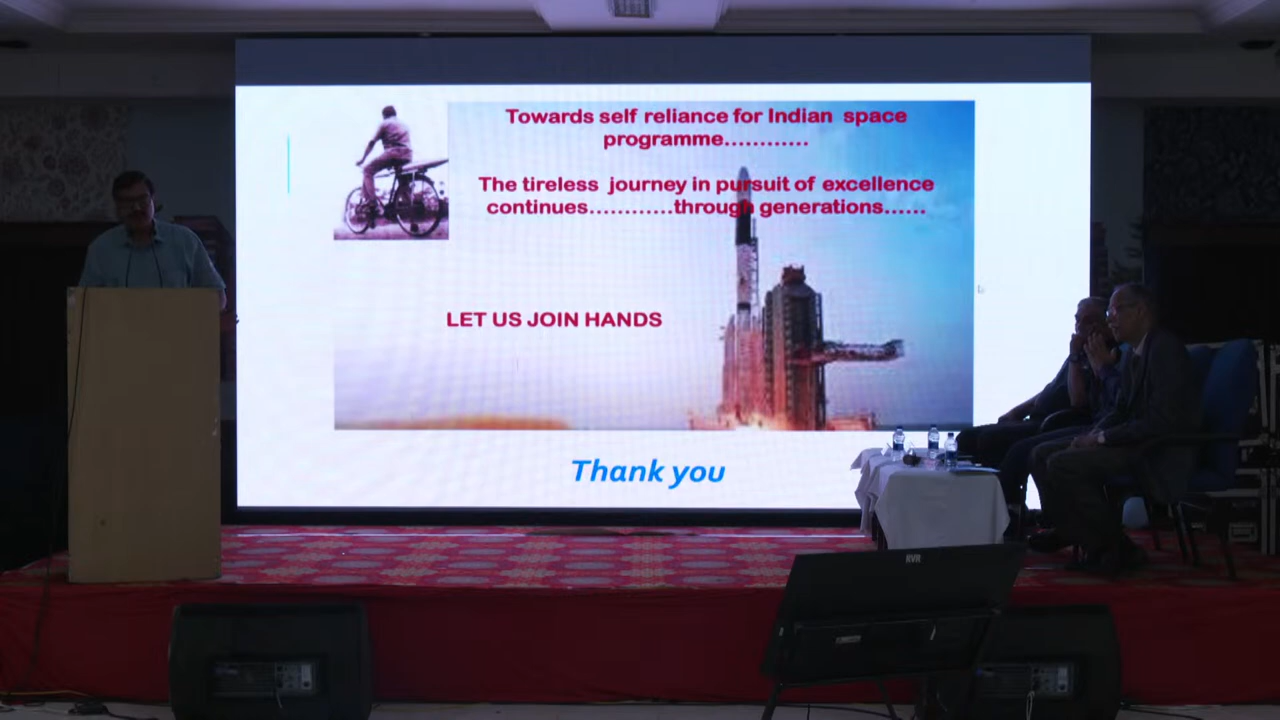 Towards self reliance for Indian space
programme............
The tireless journey in pursuit of excellence
continues............through generations......
LET US JOIN HANDS
Thank you
RVR